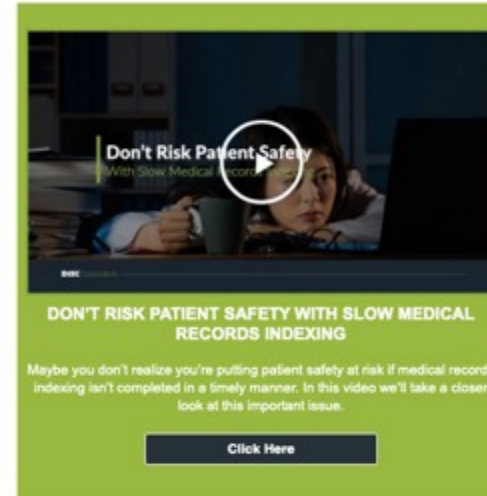 Don't Risk Patient Safety
With Slow Medical Records Indexing
DON'T RISK PATIENT SAFETY WITH SLOW MEDICAL
RECORDS INDEXING
Maybe you don't realize you're putting patient safety at risk if medical record
indexing isn't completed in a timely manner. In this video we'll take a closer
look at this important issue.
Click Here